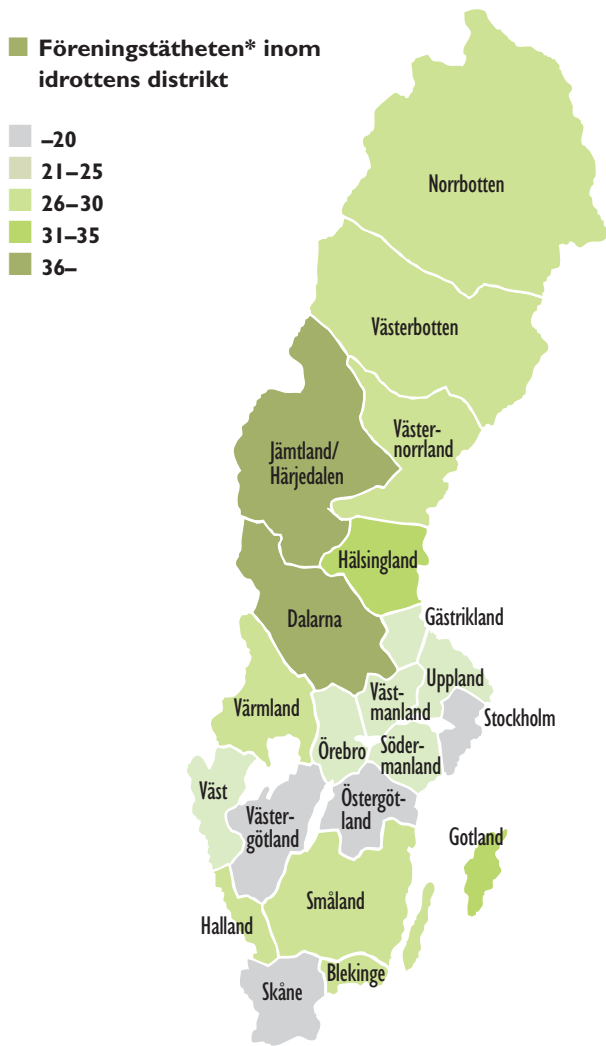 Föreningstätheten* inom
idrottens distrikt
–20
21–25
26–30
31–35
36–
Norrbotten
Västerbotten
Väster-
norrland
Jämtland/
Härjedalen
Hälsingland
Dalarna
Gästrikland
Uppland
Väst-
manland
Värmland
Stockholm
Örebro
Söder-
manland
Väst
Väster-
götland
Östergöt-
land
Gotland
Småland
Halland
Blekinge
Skåne